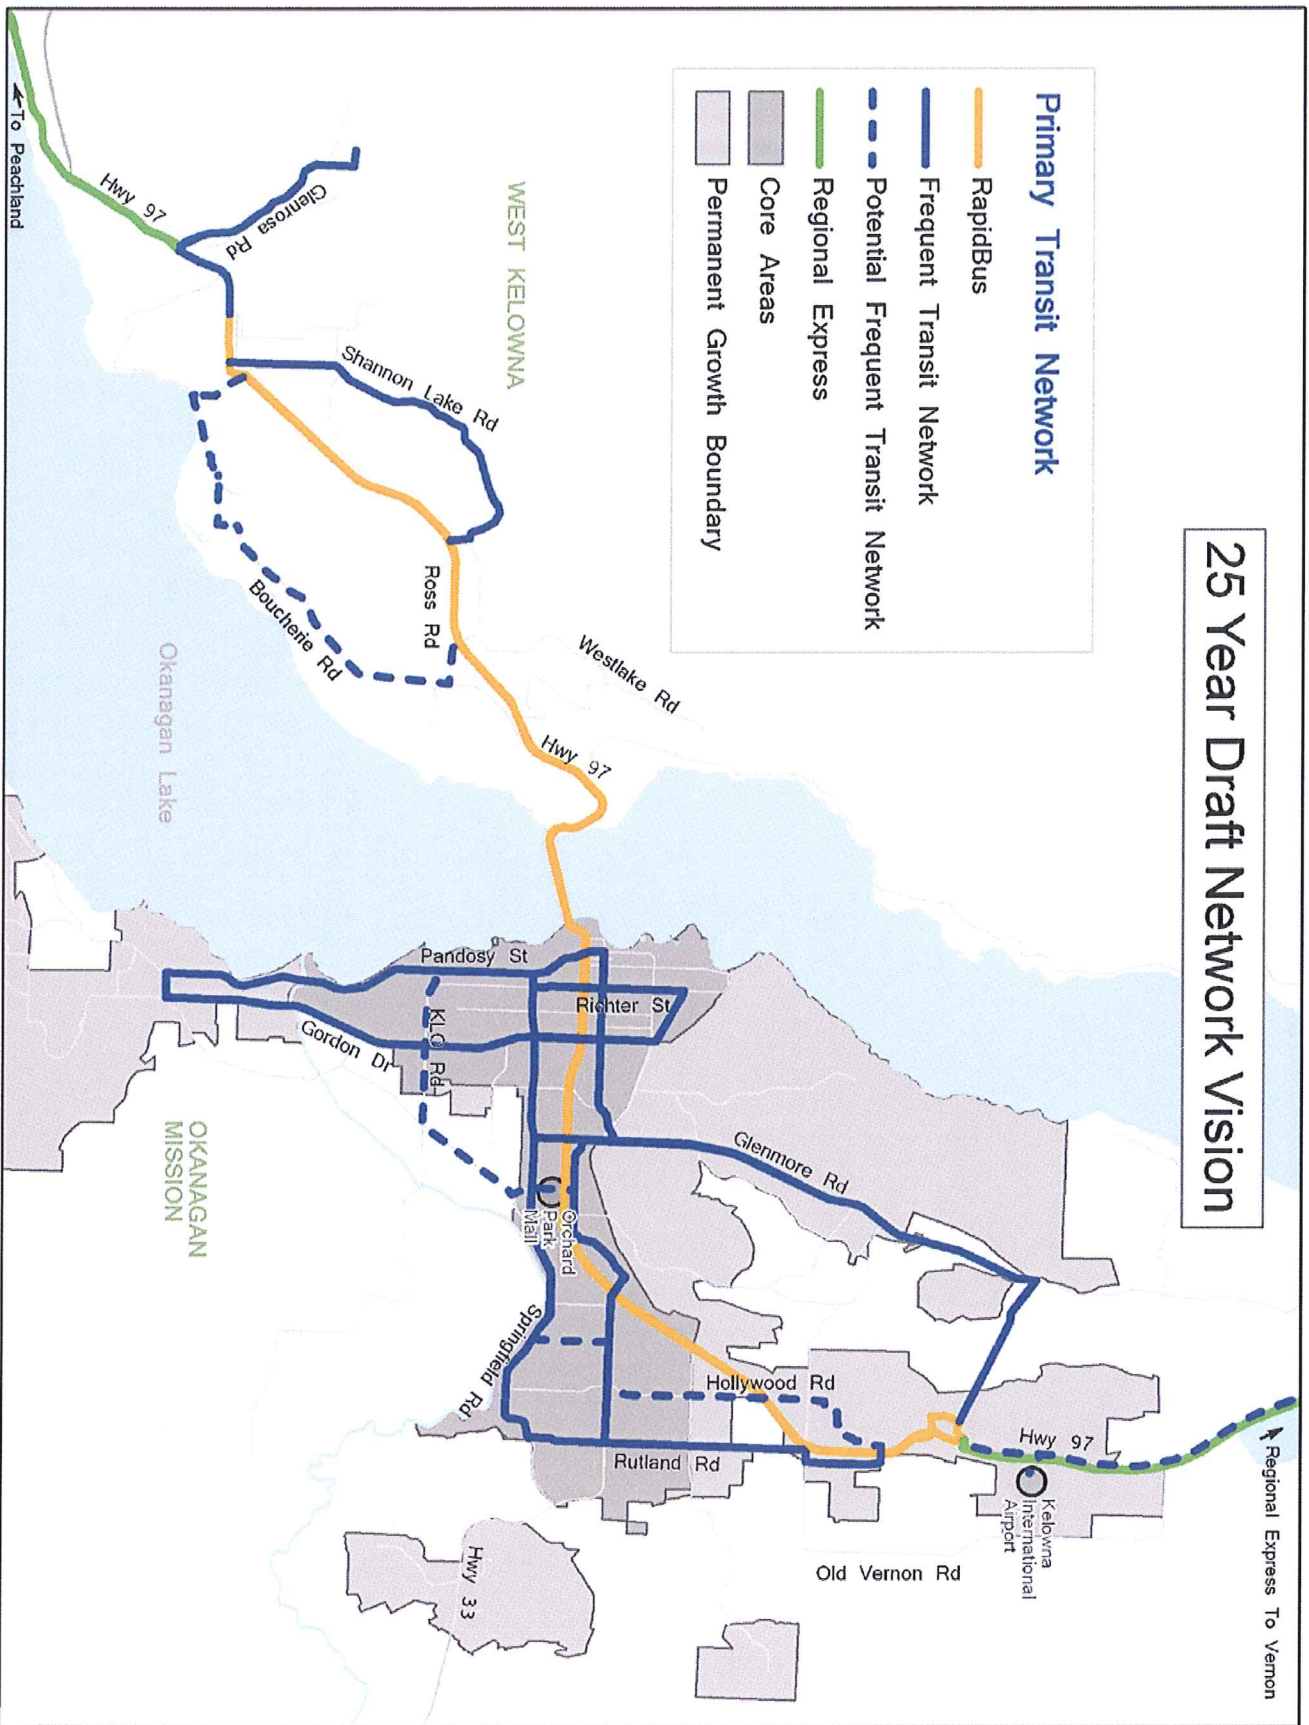 25 Year Draft Network Vision
Primary Transit Network
RapidBus
Frequent Transit Network
Potential Frequent Transit Network
Regional Express
Core Areas
Permanent Growth Boundary
Regional Express To Vernon
Kelowna
International
Airport
Hwy 97
Old Vernon Rd
Glenmore Rd
Hollywood Rd
Rutland Rd
Westlake Rd
Richter St
Hwy 97
Orchard
Park
Mall
WEST KELOWNA
Pandosy St
Springfield Rd
Hwy 33
Shannon Lake Rd
Ross Rd
KLO Rd
Gordon Dr
Glenrosa
Rd
Boucherie Rd
OKANAGAN
MISSION
Okanagan Lake
Hwy 97
To Peachland